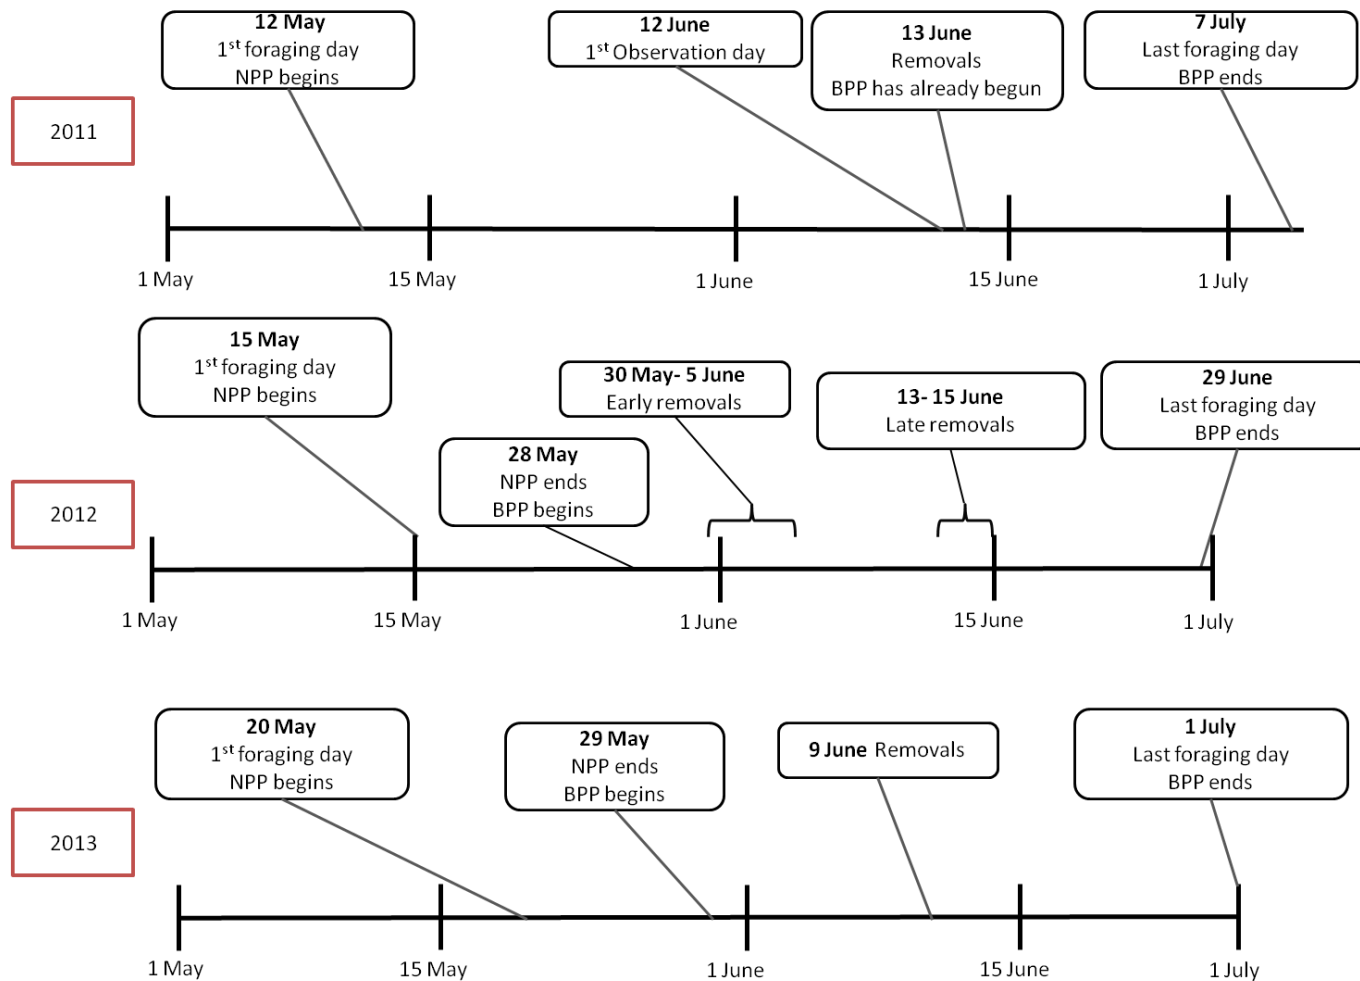 12 May
1st foraging day
NPP begins
12 June
1st Observation day
13 June
Removals
BPP has already begun
7 July
Last foraging day
BPP ends
2011
1 May
15 May
1 June
15 June
1 July
15 May
1st foraging day
NPP begins
28 May
NPP ends
BPP begins
30 May- 5 June
Early removals
13- 15 June
Late removals
29 June
Last foraging day
BPP ends
2012
1 May
15 May
1 June
15 June
1 July
20 May
1st foraging day
NPP begins
29 May
NPP ends
BPP begins
9 June Removals
1 July
Last foraging day
BPP ends
2013
1 May
15 May
1 June
15 June
1 July